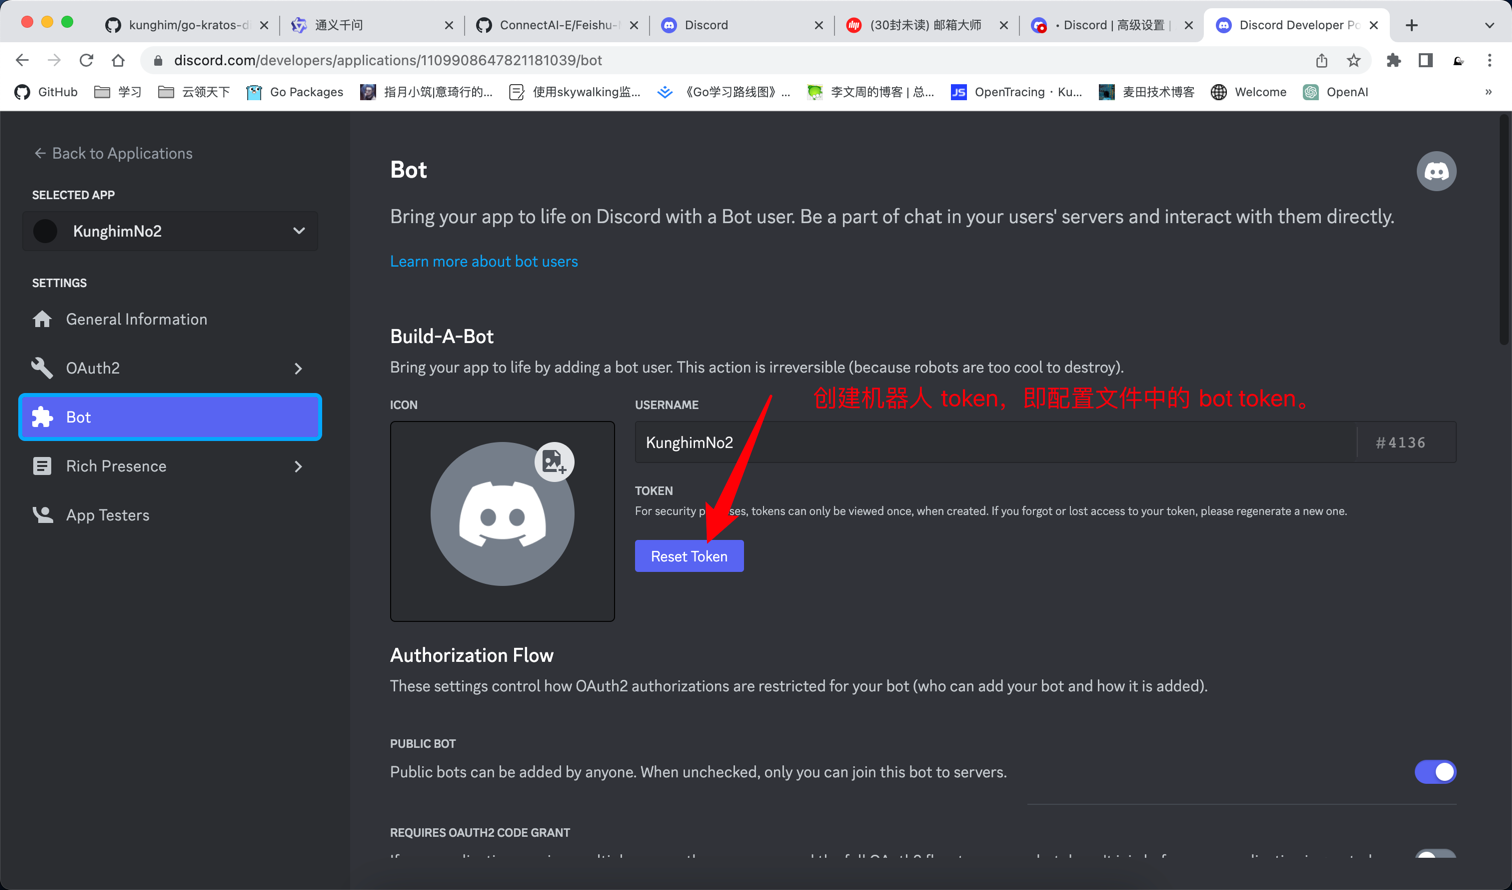 kunghim/go-kratos-d
通义千问
ConnectAI-E/Feishu-
Discord
(30封未读) 邮箱大师
• Discord | 高级设置 |
Discord Developer Po
discord.com/developers/applications/1109908647821181039/bot
GitHub
学习
云领天下
Go Packages
指月小筑|意琦行的...
使用skywalking监...
《Go学习路线图》...
李文周的博客 | 总...
JS
OpenTracing · Ku...
麦田技术博客
Welcome
OpenAI
»
← Back to Applications
SELECTED APP
KunghimNo2
SETTINGS
General Information
OAuth2
Bot
Rich Presence
App Testers
Bot
Bring your app to life on Discord with a Bot user. Be a part of chat in your users' servers and interact with them directly.
Learn more about bot users
Build-A-Bot
Bring your app to life by adding a bot user. This action is irreversible (because robots are too cool to destroy).
创建机器人 token，即配置文件中的 bot token。
ICON
USERNAME
KunghimNo2
#4136
TOKEN
For security p ses, tokens can only be viewed once, when created. If you forgot or lost access to your token, please regenerate a new one.
Reset Token
Authorization Flow
These settings control how OAuth2 authorizations are restricted for your bot (who can add your bot and how it is added).
PUBLIC BOT
Public bots can be added by anyone. When unchecked, only you can join this bot to servers.
REQUIRES OAUTH2 CODE GRANT